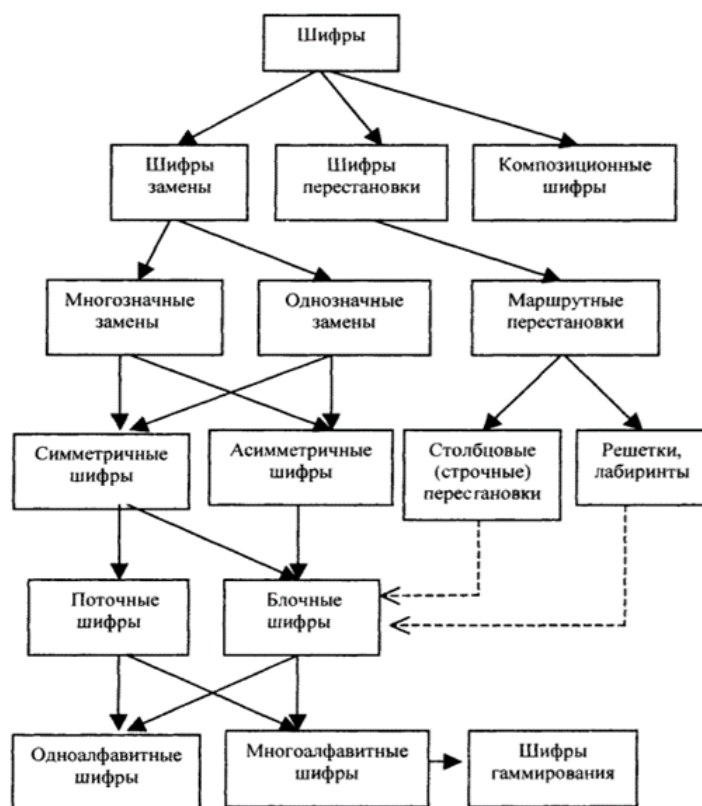 Шифры
Шифры
замены
Шифры
перестановки
Композиционные
шифры
Многозначные
замены
Однозначные
замены
Маршрутные
перестановки
Симметричные
шифры
Асимметричные
шифры
Столбцовые
(строчные)
перестановки
Решетки,
лабиринты
Поточные
шифры
Блочные
шифры
Одноалфавитные
шифры
Многоалфавитные
шифры
Шифры
гаммирования